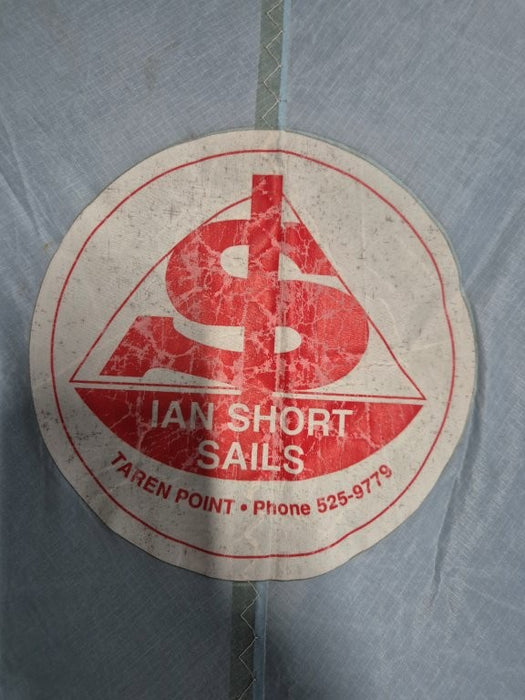 IAN SHORT
SAILS
TAREN POINT • Phone 525-9779